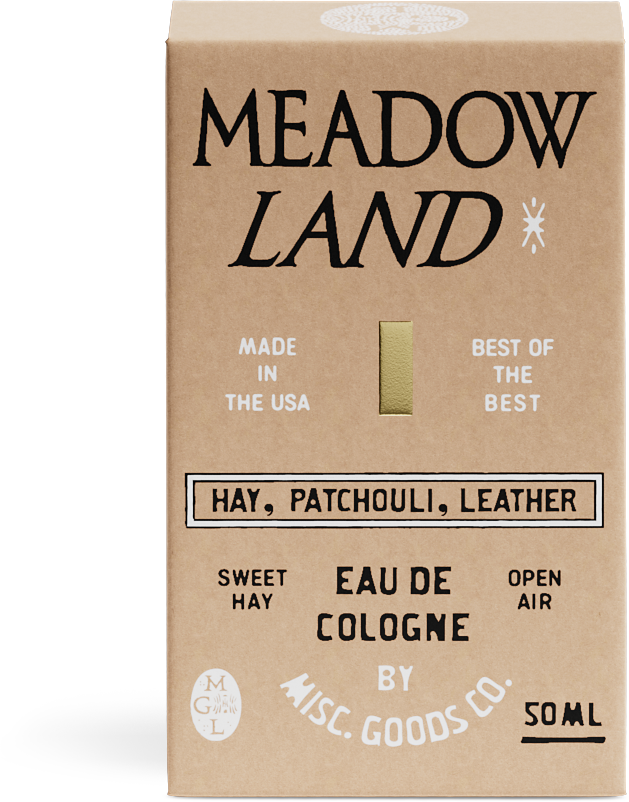 MEADOW
LAND
MADE
IN
THE USA
BEST OF
THE
BEST
HAY, PATCHOULI, LEATHER
SWEET
HAY
EAU DE
COLOGNE
OPEN
AIR
BY
MISC. GOODS CO.
M
G
L
50ML